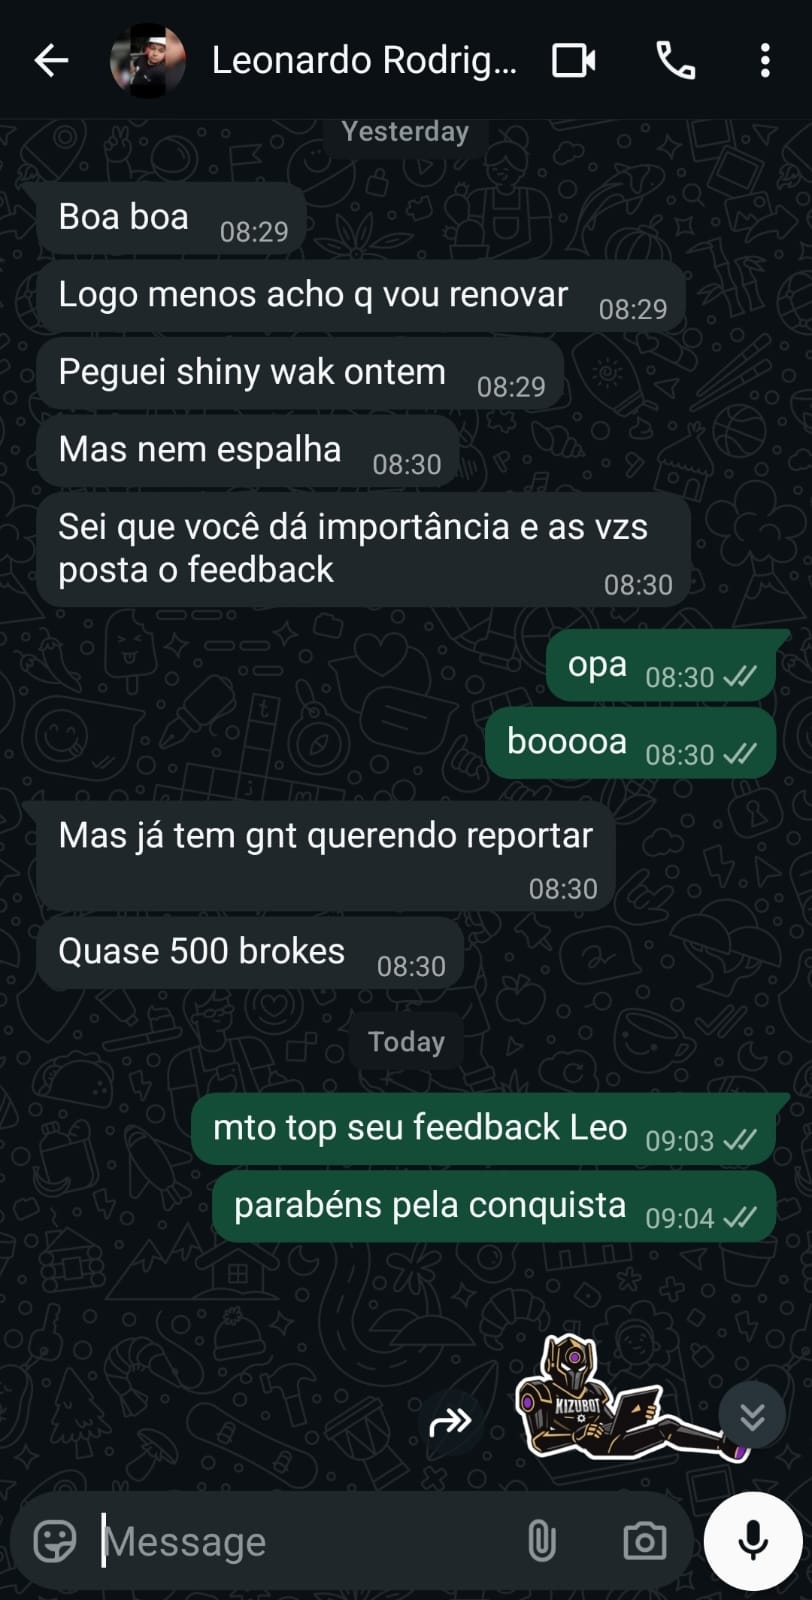 Leonardo Rodrig...
Yesterday
Boa boa 08:29
Logo menos acho q vou renovar 08:29
Peguei shiny wak ontem 08:29
Mas nem espalha 08:30
Sei que você dá importância e as vzs
posta o feedback 08:30
opa 08:30
booooa 08:30
Mas já tem gnt querendo reportar
08:30
Quase 500 brokes 08:30
Today
mto top seu feedback Leo 09:03
parabéns pela conquista 09:04
KIZUBOT
Message